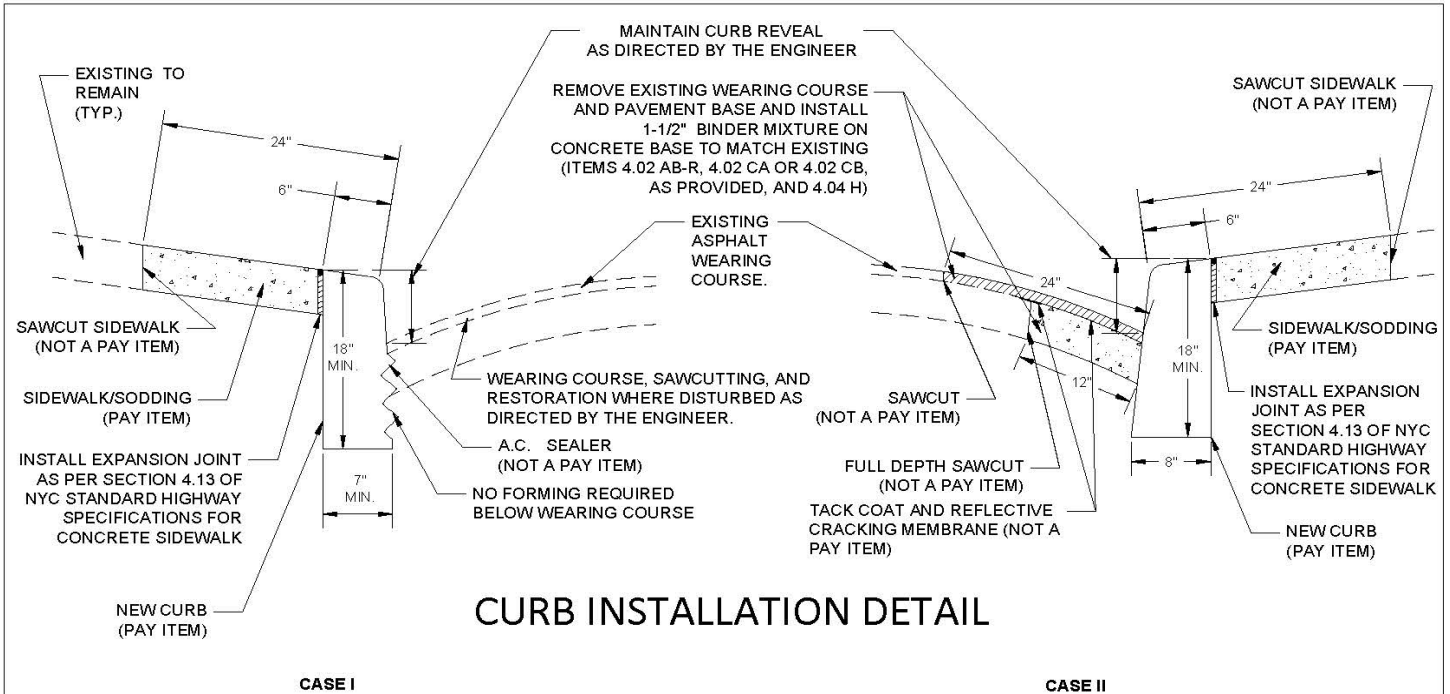 MAINTAIN CURB REVEAL
AS DIRECTED BY THE ENGINEER
EXISTING TO
REMAIN
(TYP.)
REMOVE EXISTING WEARING COURSE
AND PAVEMENT BASE AND INSTALL
1-1/2" BINDER MIXTURE ON
CONCRETE BASE TO MATCH EXISTING
(ITEMS 4.02 AB-R, 4.02 CA OR 4.02 CB,
AS PROVIDED, AND 4.04 H)
SAWCUT SIDEWALK
(NOT A PAY ITEM)
24"
6"
24"
6"
EXISTING
ASPHALT
WEARING
COURSE.
24"
SAWCUT SIDEWALK
(NOT A PAY ITEM)
18"
MIN.
SIDEWALK/SODDING
(PAY ITEM)
18"
MIN.
12"
WEARING COURSE, SAWCUTTING, AND
RESTORATION WHERE DISTURBED AS
DIRECTED BY THE ENGINEER.
SIDEWALK/SODDING
(PAY ITEM)
SAWCUT
(NOT A PAY ITEM)
INSTALL EXPANSION
JOINT AS PER
SECTION 4.13 OF NYC
STANDARD HIGHWAY
SPECIFICATIONS FOR
CONCRETE SIDEWALK
A.C. SEALER
(NOT A PAY ITEM)
INSTALL EXPANSION JOINT
AS PER SECTION 4.13 OF
NYC STANDARD HIGHWAY
SPECIFICATIONS FOR
CONCRETE SIDEWALK
7"
MIN.
NO FORMING REQUIRED
BELOW WEARING COURSE
FULL DEPTH SAWCUT
(NOT A PAY ITEM)
8"
TACK COAT AND REFLECTIVE
CRACKING MEMBRANE (NOT A
PAY ITEM)
NEW CURB
(PAY ITEM)
NEW CURB
(PAY ITEM)
CURB INSTALLATION DETAIL
CASE I
CASE II